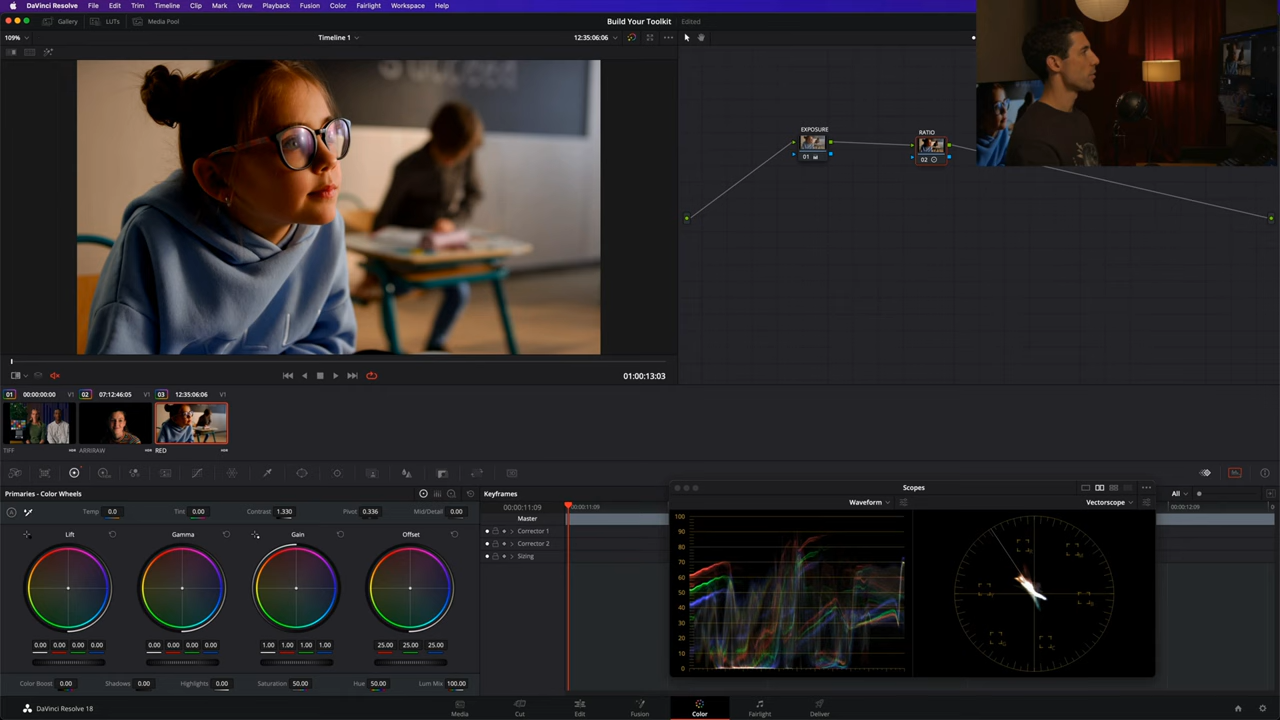 DaVinci Resolve File Edit Trim Timeline Clip Mark View Playback Fusion Color Fairlight Workspace Help
Gallery LUTs Media Pool Build Your Toolkit Edited
109% Timeline 1 12:35:06:06
Succeed
EXPOSURE
01
RATIO
02
01:00:13:03
01 00:00:00:00 V1 02 07:12:46:05 V1 03 12:35:06:06 V1
TIFF ARRIRAW RED
Primaries - Color Wheels Keyframes Scopes All
00:00:11:09 00:00:11:09 00:00:12:09
Waveform Vectorscope
Temp 0.0 Tint 0.00 Contrast 1.330 Pivot 0.336 Mid/Detail 0.00
Master
Lift Gamma Gain Offset
Corrector 1
Corrector 2
Sizing
100
90
80
70
60
50
40
30
20
10
0
0.00 0.00 0.00 0.00 0.00 0.00 0.00 0.00 1.00 1.00 1.00 1.00 25.00 25.00 25.00
Color Boost 0.00 Shadows 0.00 Highlights 0.00 Saturation 50.00 Hue 50.00 Lum Mix 100.00
DaVinci Resolve 18 Media Cut Edit Fusion Color Fairlight Deliver